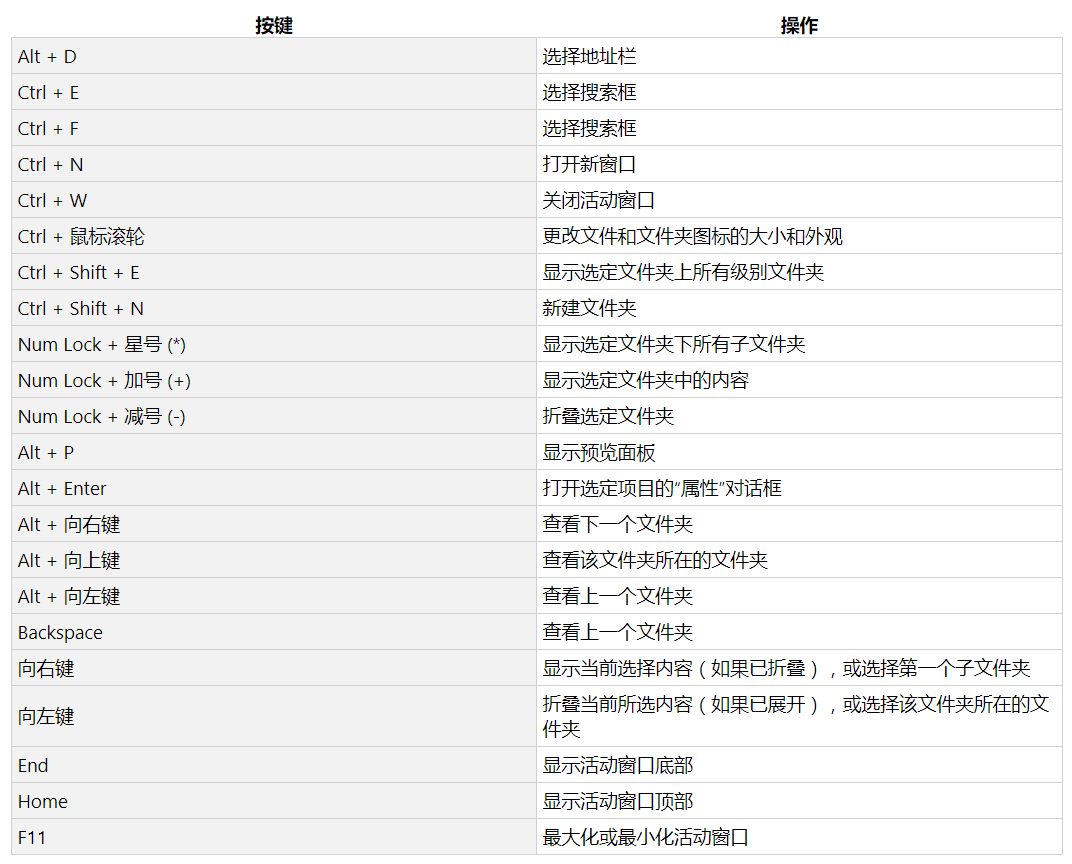 按键 操作
Alt + D 选择地址栏
Ctrl + E 选择搜索框
Ctrl + F 选择搜索框
Ctrl + N 打开新窗口
Ctrl + W 关闭活动窗口
Ctrl + 鼠标滚轮 更改文件和文件夹图标的大小和外观
Ctrl + Shift + E 显示选定文件夹上所有级别文件夹
Ctrl + Shift + N 新建文件夹
Num Lock + 星号 (*) 显示选定文件夹下所有子文件夹
Num Lock + 加号 (+) 显示选定文件夹中的内容
Num Lock + 减号 (-) 折叠选定文件夹
Alt + P 显示预览面板
Alt + Enter 打开选定项目的“属性”对话框
Alt + 向右键 查看下一个文件夹
Alt + 向上键 查看该文件夹所在的文件夹
Alt + 向左键 查看上一个文件夹
Backspace 查看上一个文件夹
向右键 显示当前选择内容（如果已折叠），或选择第一个子文件夹
向左键 折叠当前所选内容（如果已展开），或选择该文件夹所在的文
件夹
End 显示活动窗口底部
Home 显示活动窗口顶部
F11 最大化或最小化活动窗口